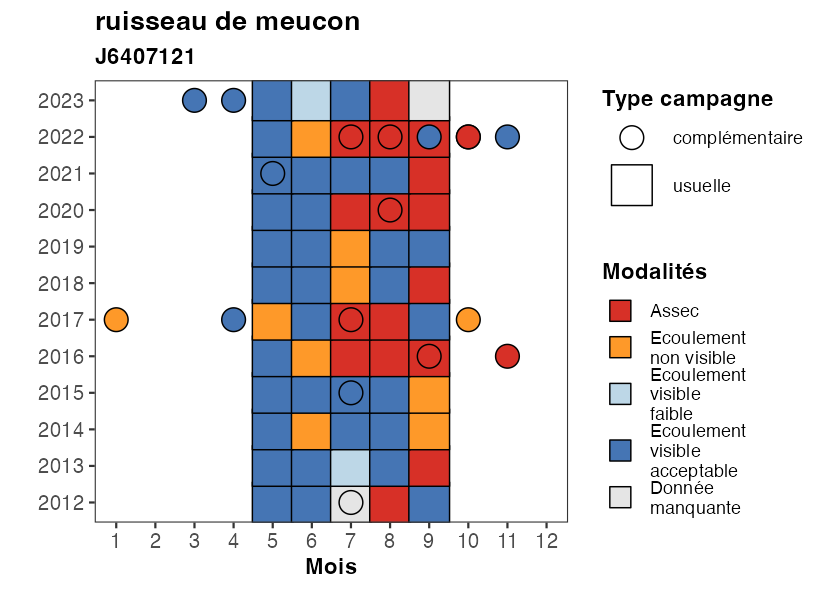 ruisseau de meucon
J6407121
2023
2022
2021
2020
2019
2018
2017
2016
2015
2014
2013
2012
1 2 3 4 5 6 7 8 9 10 11 12
Mois
Type campagne
complémentaire
usuelle
Modalités
Assec
Ecoulement
non visible
Ecoulement
visible
faible
Ecoulement
visible
acceptable
Donnée
manquante